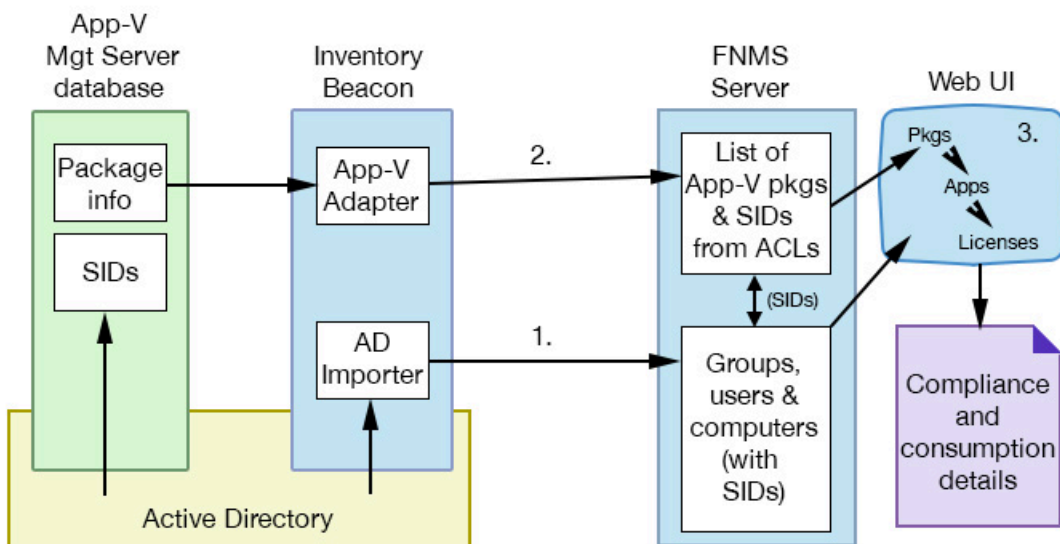 App-V
Mgt Server
database
Package
info
SIDs
Active Directory
Inventory
Beacon
App-V
Adapter
AD
Importer
2.
1.
FNMS
Server
List of
App-V pkgs
& SIDs
from ACLs
(SIDs)
Groups,
users &
computers
(with
SIDs)
Web UI
3.
Pkgs
Apps
Licenses
Compliance
and
consumption
details